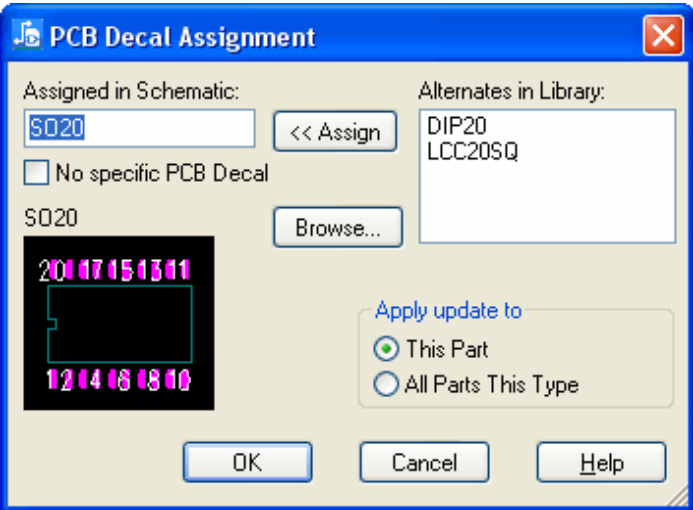 PCB Decal Assignment
Assigned in Schematic:
SO20
<< Assign
Alternates in Library:
DIP20
LCC20SQ
No specific PCB Decal
SO20
Browse...
20 17 15 13 11
12 4 6 8 10
Apply update to
This Part
All Parts This Type
OK
Cancel
Help